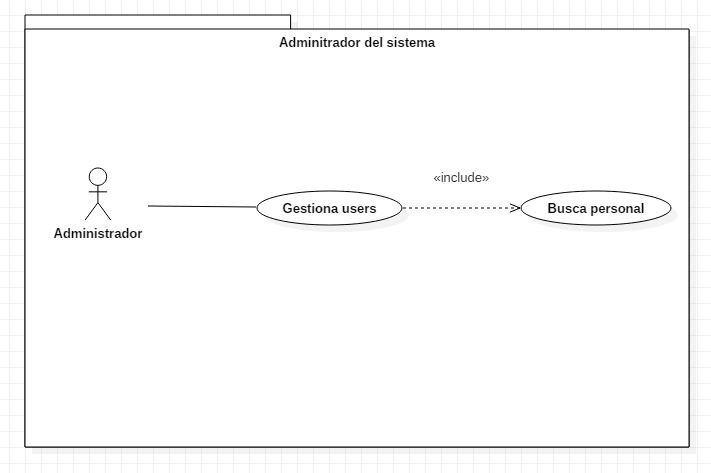 Adminitrador del sistema
«include»
Gestiona users
Busca personal
Administrador